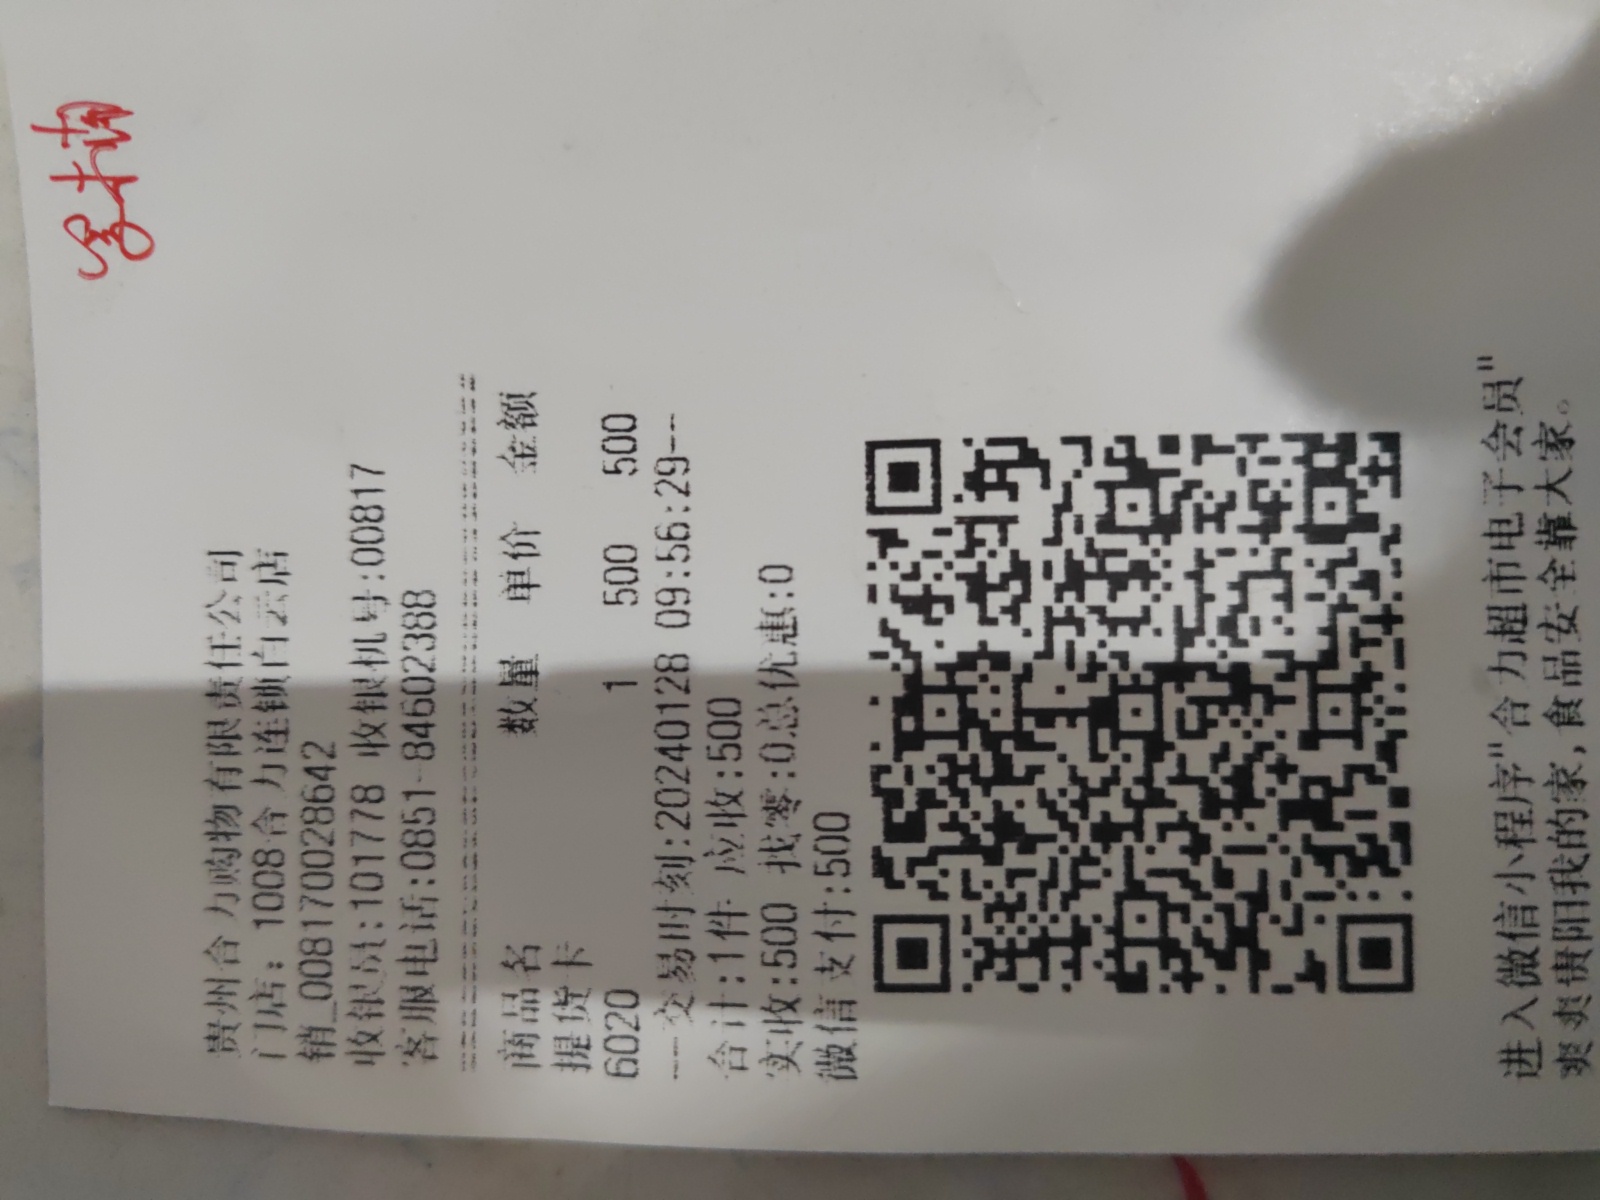 贵州合力购物有限责任公司
门店: 1008合力连锁白云店
销_0081700028642
收银员:101778 收银机号:00817
客服电话:0851-84602388
商品名 数量 单价 金额
提货卡
6020 1 500 500
---交易时刻:20240128 09:56:29--
合计:1件 应收:500
实收:500 找零:0总优惠:0
微信支付:500
进入微信小程序"合力超市电子会员"
爽爽贵阳我的家,食品安全靠大家。